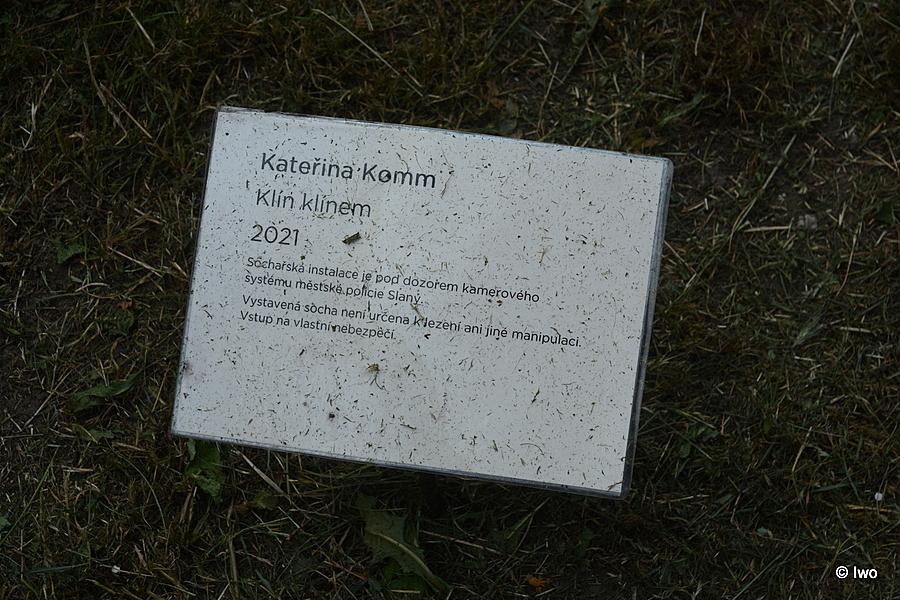 Kateřina Komm
Klín klínem
2021
Sochařská instalace je pod dozorem kamerového
systému městské policie Slaný.
Vystavená socha není určena k lezení ani jiné manipulaci.
Vstup na vlastní nebezpečí.
© Iwo